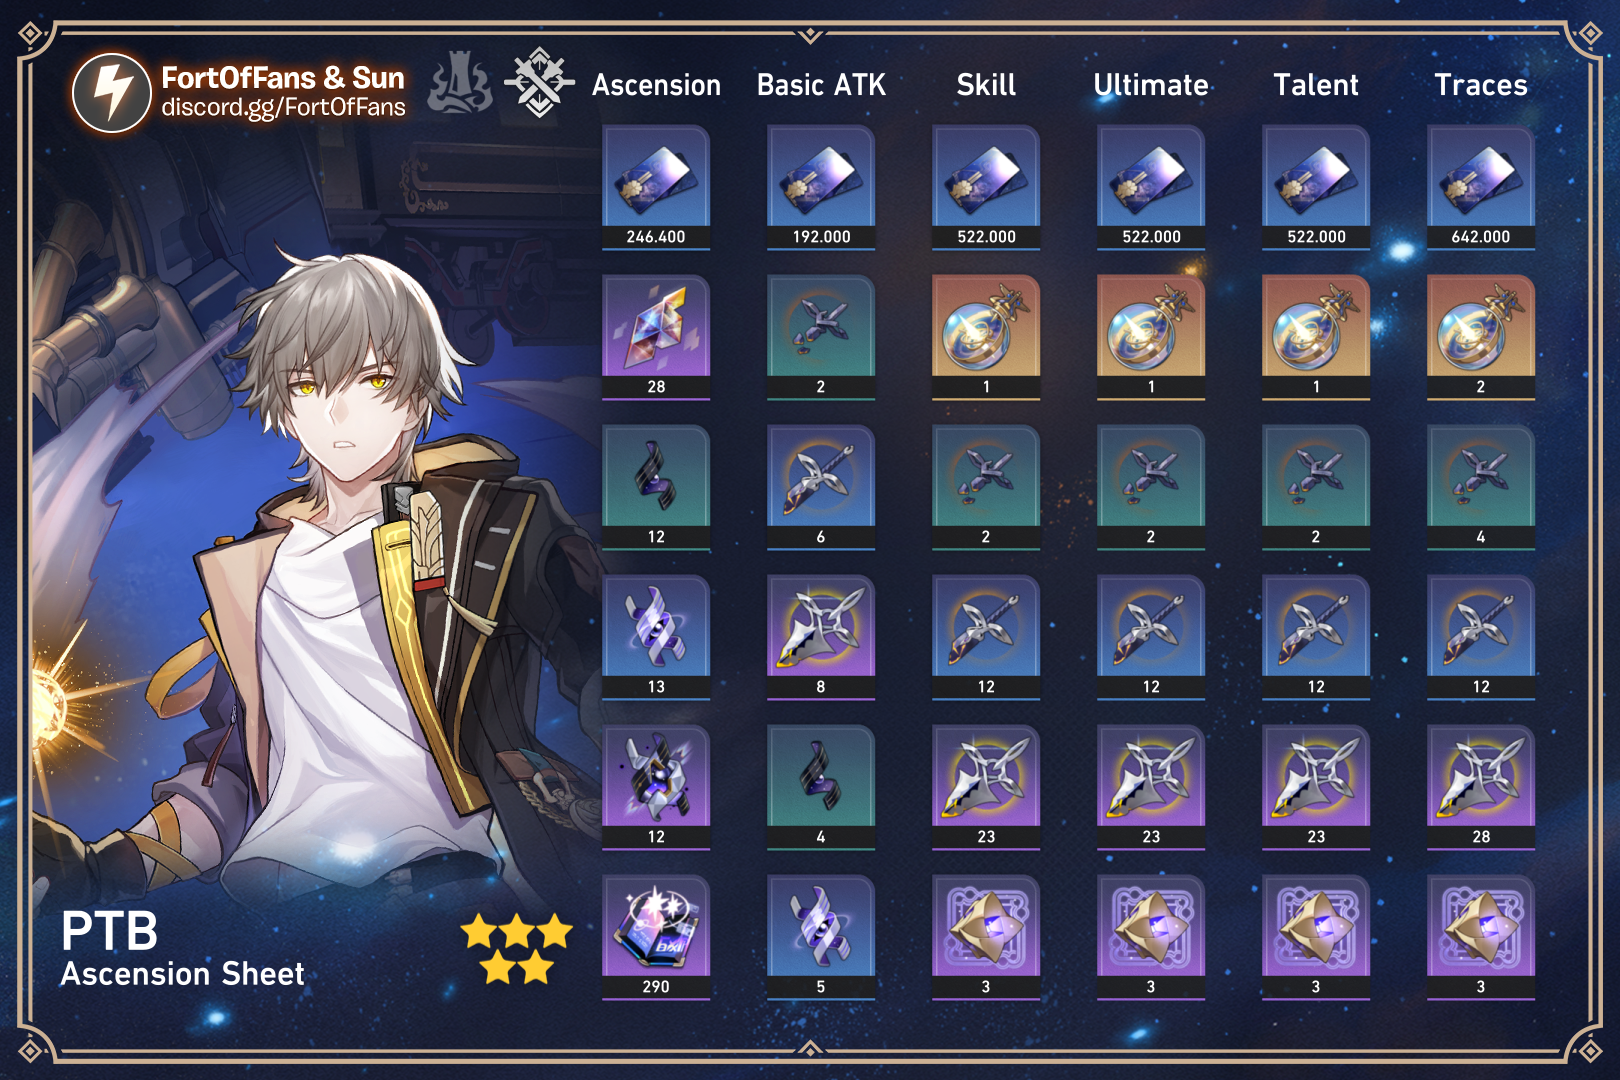 FortOfFans & Sun
discord.gg/FortOfFans
Ascension Basic ATK Skill Ultimate Talent Traces
246.400 192.000 522.000 522.000 522.000 642.000
28 2 1 1 1 2
12 6 2 2 2 4
13 8 12 12 12 12
12 4 23 23 23 28
290 5 3 3 3 3
PTB
Ascension Sheet